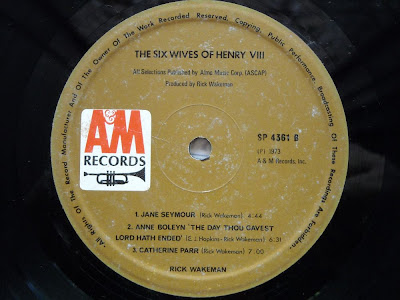 All Rights Of The Record Manufacturer And Of The Owner Of The Work Recorded Reserved. Copying, Public Performance, Broadcasting Of These Recordings Are Forbidden.
THE SIX WIVES OF HENRY VIII
All Selections Published by Almo Music Corp. (ASCAP)
Produced by Rick Wakeman
A&M
RECORDS
SP 4361 B
(P) 1973
A & M Records, Inc.
1. JANE SEYMOUR (Rick Wakeman) 4:44
2. ANNE BOLEYN 'THE DAY THOU GAVEST
LORD HATH ENDED' (E. J. Hopkins-Rick Wakeman) 6:31
3. CATHERINE PARR (Rick Wakeman) 7:00
RICK WAKEMAN